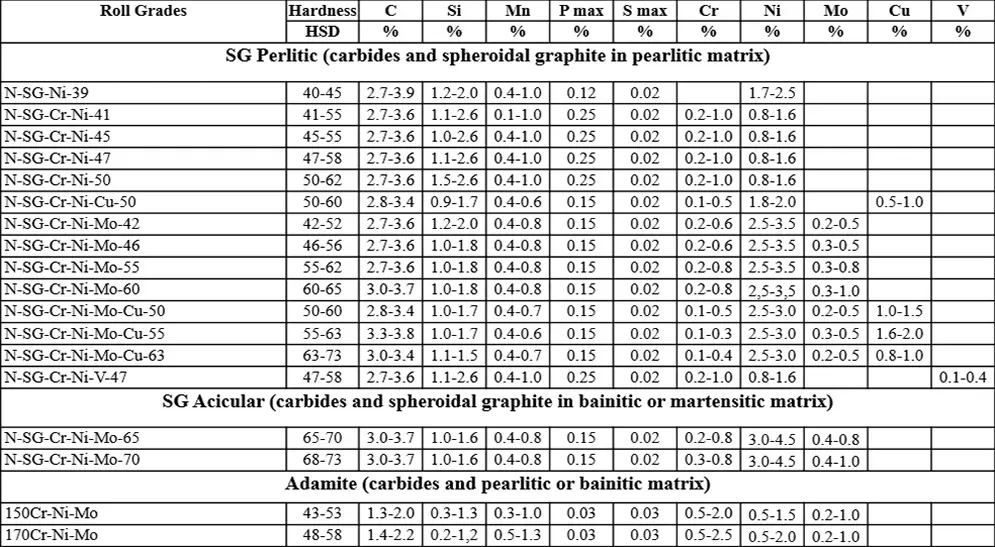 Roll Grades Hardness C Si Mn P max S max Cr Ni Mo Cu V
HSD % % % % % % % % % %
SG Perlitic (carbides and spheroidal graphite in pearlitic matrix)
N-SG-Ni-39 40-45 2.7-3.9 1.2-2.0 0.4-1.0 0.12 0.02 1.7-2.5
N-SG-Cr-Ni-41 41-55 2.7-3.6 1.1-2.6 0.1-1.0 0.25 0.02 0.2-1.0 0.8-1.6
N-SG-Cr-Ni-45 45-55 2.7-3.6 1.0-2.6 0.4-1.0 0.25 0.02 0.2-1.0 0.8-1.6
N-SG-Cr-Ni-47 47-58 2.7-3.6 1.1-2.6 0.4-1.0 0.25 0.02 0.2-1.0 0.8-1.6
N-SG-Cr-Ni-50 50-62 2.7-3.6 1.5-2.6 0.4-1.0 0.25 0.02 0.2-1.0 0.8-1.6
N-SG-Cr-Ni-Cu-50 50-60 2.8-3.4 0.9-1.7 0.4-0.6 0.15 0.02 0.1-0.5 1.8-2.0 0.5-1.0
N-SG-Cr-Ni-Mo-42 42-52 2.7-3.6 1.2-2.0 0.4-0.8 0.15 0.02 0.2-0.6 2.5-3.5 0.2-0.5
N-SG-Cr-Ni-Mo-46 46-56 2.7-3.6 1.0-1.8 0.4-0.8 0.15 0.02 0.2-0.6 2.5-3.5 0.3-0.5
N-SG-Cr-Ni-Mo-55 55-62 2.7-3.6 1.0-1.8 0.4-0.8 0.15 0.02 0.2-0.8 2.5-3.5 0.3-0.8
N-SG-Cr-Ni-Mo-60 60-65 3.0-3.7 1.0-1.8 0.4-0.8 0.15 0.02 0.2-0.8 2,5-3,5 0.3-1.0
N-SG-Cr-Ni-Mo-Cu-50 50-60 2.8-3.4 1.0-1.7 0.4-0.7 0.15 0.02 0.1-0.5 2.5-3.0 0.2-0.5 1.0-1.5
N-SG-Cr-Ni-Mo-Cu-55 55-63 3.3-3.8 1.0-1.7 0.4-0.6 0.15 0.02 0.1-0.3 2.5-3.0 0.3-0.5 1.6-2.0
N-SG-Cr-Ni-Mo-Cu-63 63-73 3.0-3.4 1.1-1.5 0.4-0.7 0.15 0.02 0.1-0.4 2.5-3.0 0.2-0.5 0.8-1.0
N-SG-Cr-Ni-V-47 47-58 2.7-3.6 1.1-2.6 0.4-1.0 0.25 0.02 0.2-1.0 0.8-1.6 0.1-0.4
SG Acicular (carbides and spheroidal graphite in bainitic or martensitic matrix)
N-SG-Cr-Ni-Mo-65 65-70 3.0-3.7 1.0-1.6 0.4-0.8 0.15 0.02 0.2-0.8 3.0-4.5 0.4-0.8
N-SG-Cr-Ni-Mo-70 68-73 3.0-3.7 1.0-1.6 0.4-0.8 0.15 0.02 0.3-0.8 3.0-4.5 0.4-1.0
Adamite (carbides and pearlitic or bainitic matrix)
150Cr-Ni-Mo 43-53 1.3-2.0 0.3-1.3 0.3-1.0 0.03 0.03 0.5-2.0 0.5-1.5 0.2-1.0
170Cr-Ni-Mo 48-58 1.4-2.2 0.2-1,2 0.5-1.3 0.03 0.03 0.5-2.5 0.5-2.0 0.2-1.0